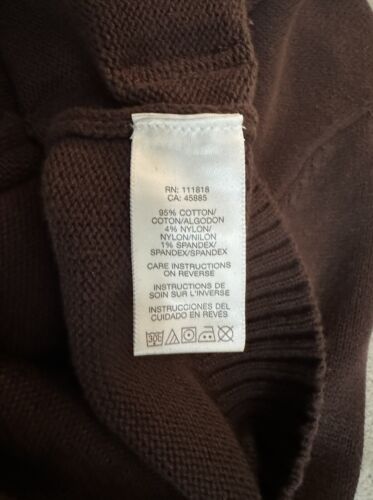 RN: 111818
CA: 45885
95% COTTON/
COTON/ALGODON
4% NYLON/
NYLON/NILON
1% SPANDEX/
SPANDEX/SPANDEX
CARE INSTRUCTIONS
ON REVERSE
INSTRUCTIONS DE
SOIN SUR L'INVERSE
INSTRUCCIONES DEL
CUIDADO EN REVÉS